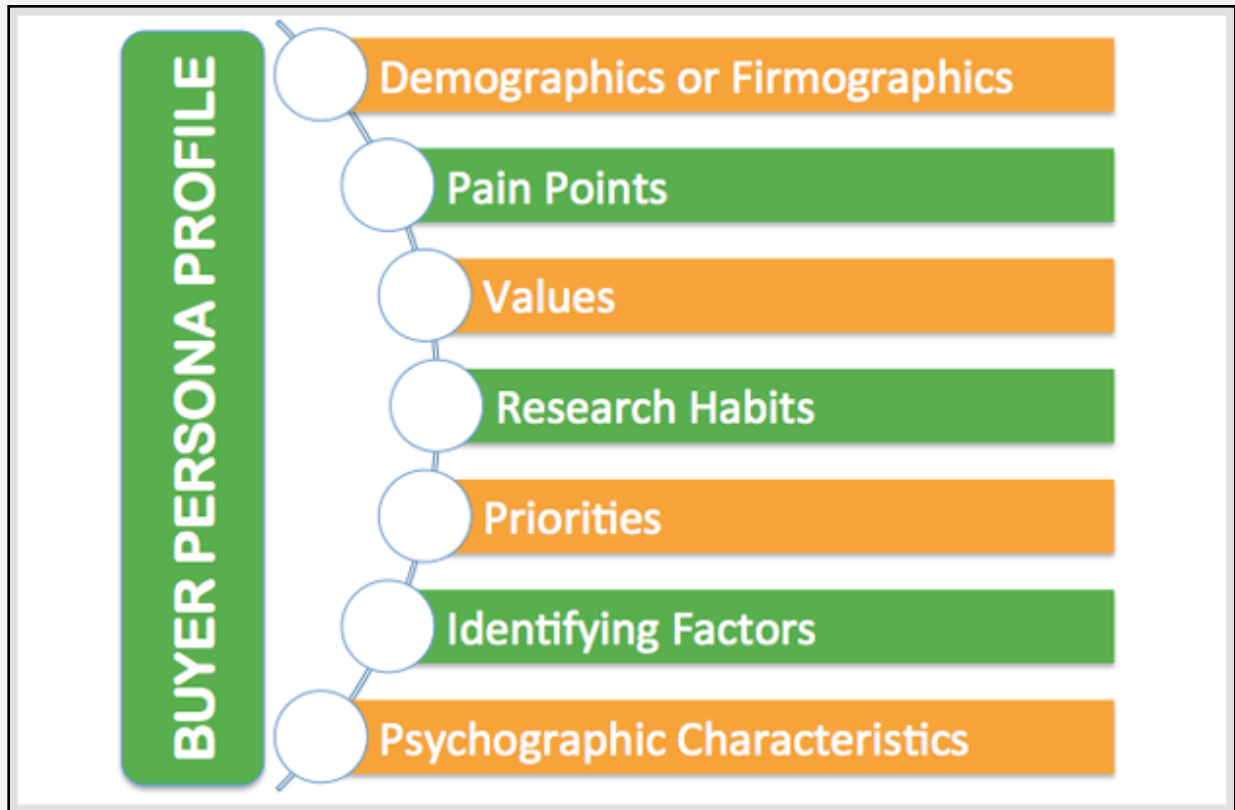 BUYER PERSONA PROFILE
Demographics or Firmographics
Pain Points
Values
Research Habits
Priorities
Identifying Factors
Psychographic Characteristics